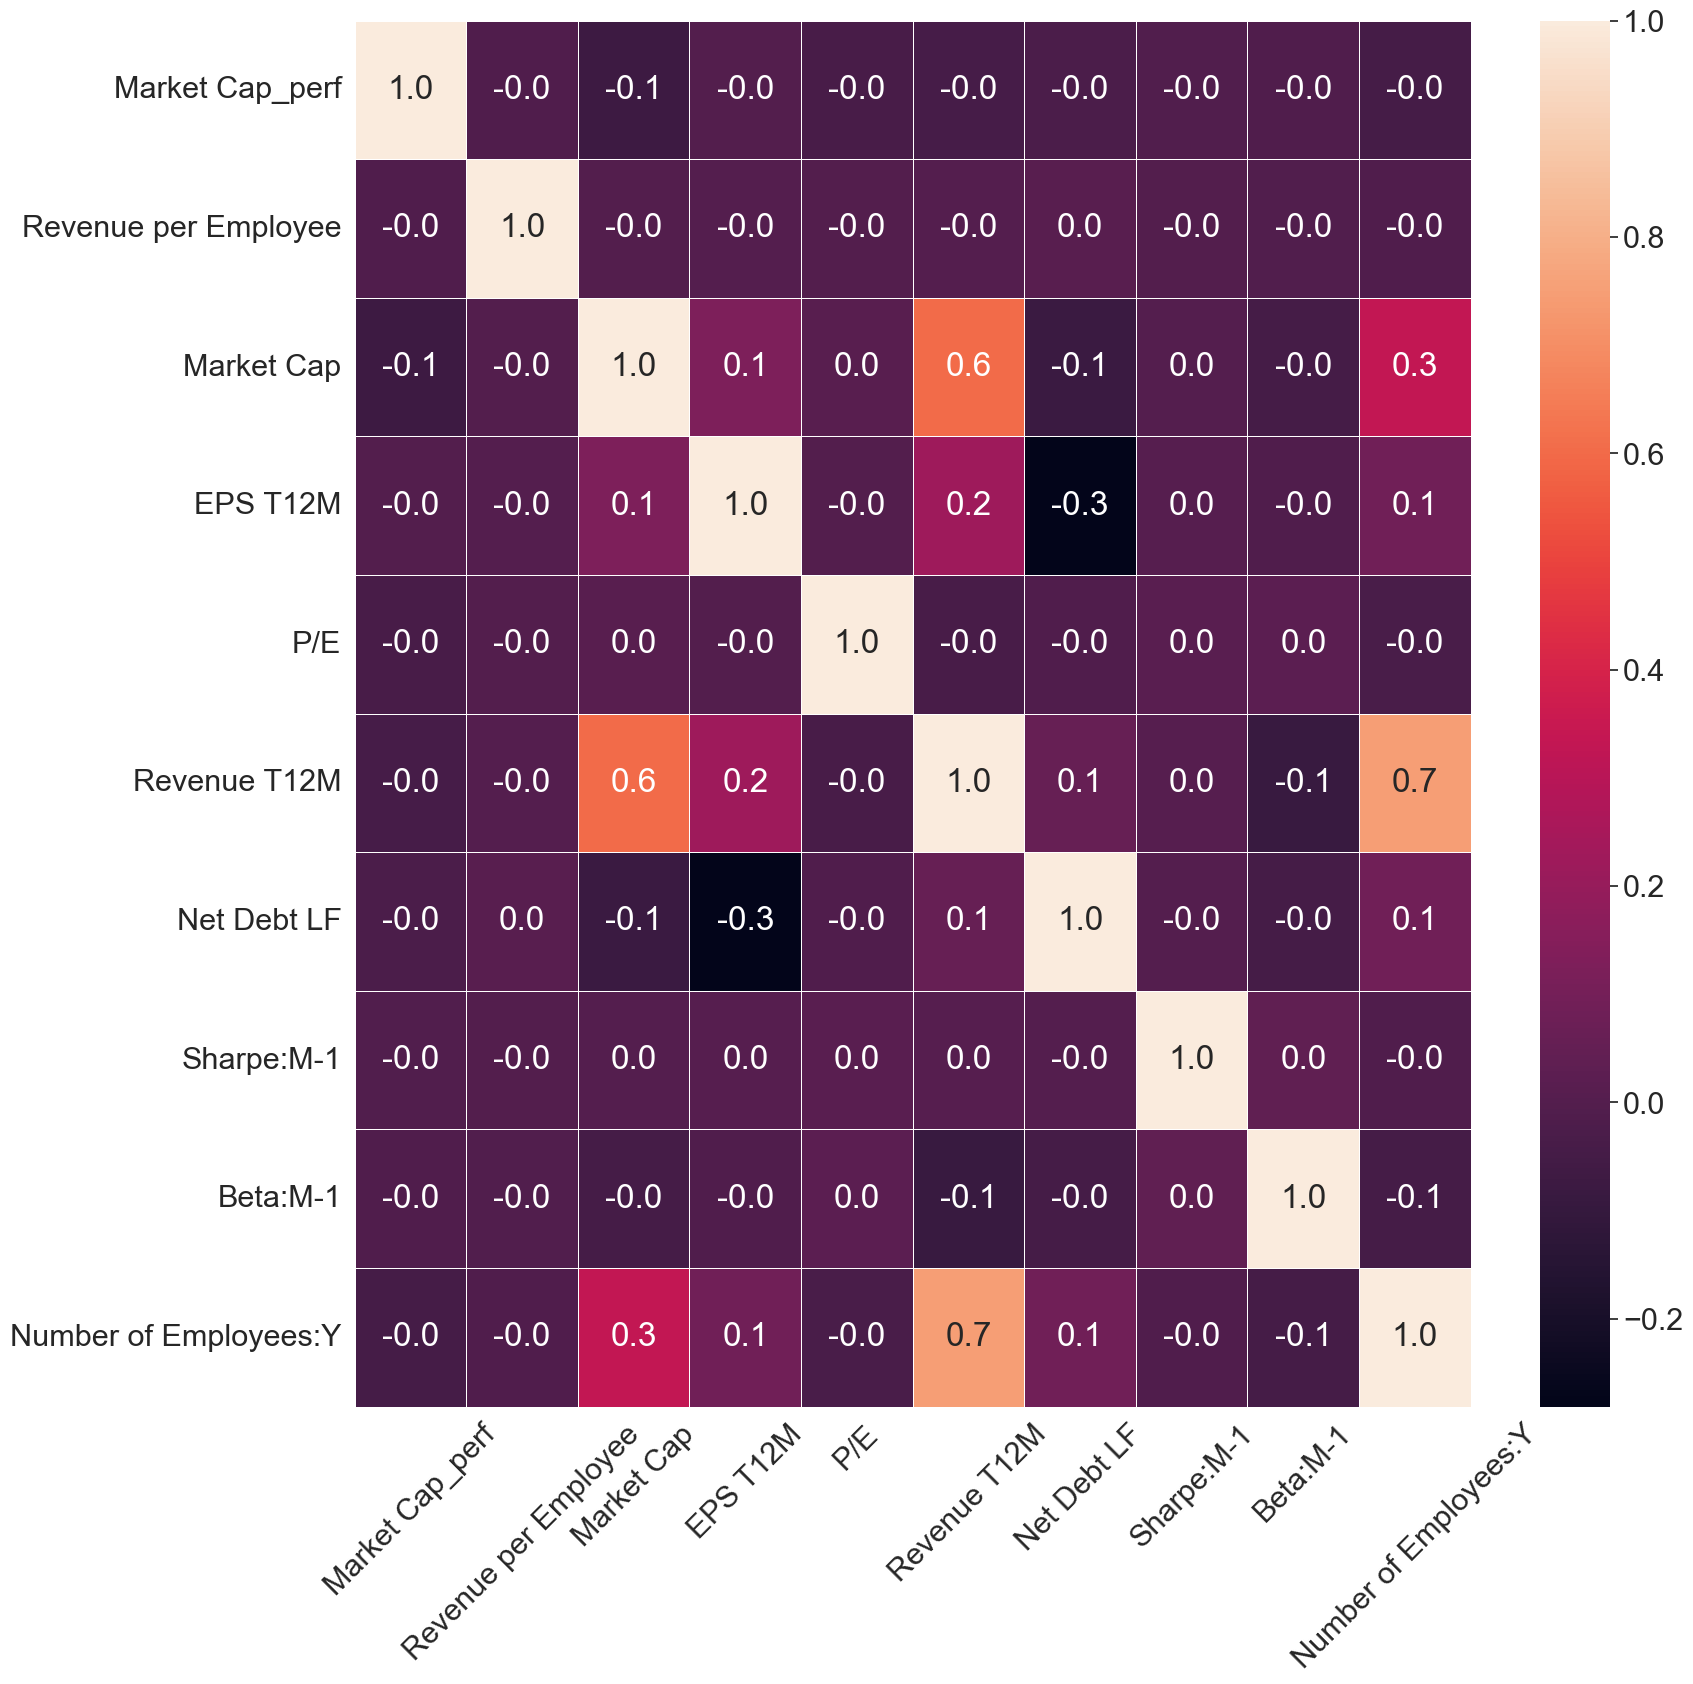 Market Cap_perf 1.0 -0.0 -0.1 -0.0 -0.0 -0.0 -0.0 -0.0 -0.0 -0.0
Revenue per Employee -0.0 1.0 -0.0 -0.0 -0.0 -0.0 0.0 -0.0 -0.0 -0.0
Market Cap -0.1 -0.0 1.0 0.1 0.0 0.6 -0.1 0.0 -0.0 0.3
EPS T12M -0.0 -0.0 0.1 1.0 -0.0 0.2 -0.3 0.0 -0.0 0.1
P/E -0.0 -0.0 0.0 -0.0 1.0 -0.0 -0.0 0.0 0.0 -0.0
Revenue T12M -0.0 -0.0 0.6 0.2 -0.0 1.0 0.1 0.0 -0.1 0.7
Net Debt LF -0.0 0.0 -0.1 -0.3 -0.0 0.1 1.0 -0.0 -0.0 0.1
Sharpe:M-1 -0.0 -0.0 0.0 0.0 0.0 0.0 -0.0 1.0 0.0 -0.0
Beta:M-1 -0.0 -0.0 -0.0 -0.0 0.0 -0.1 -0.0 0.0 1.0 -0.1
Number of Employees:Y -0.0 -0.0 0.3 0.1 -0.0 0.7 0.1 -0.0 -0.1 1.0
Market Cap_perf
Revenue per Employee
Market Cap
EPS T12M
P/E
Revenue T12M
Net Debt LF
Sharpe:M-1
Beta:M-1
Number of Employees:Y
1.0
0.8
0.6
0.4
0.2
0.0
−0.2